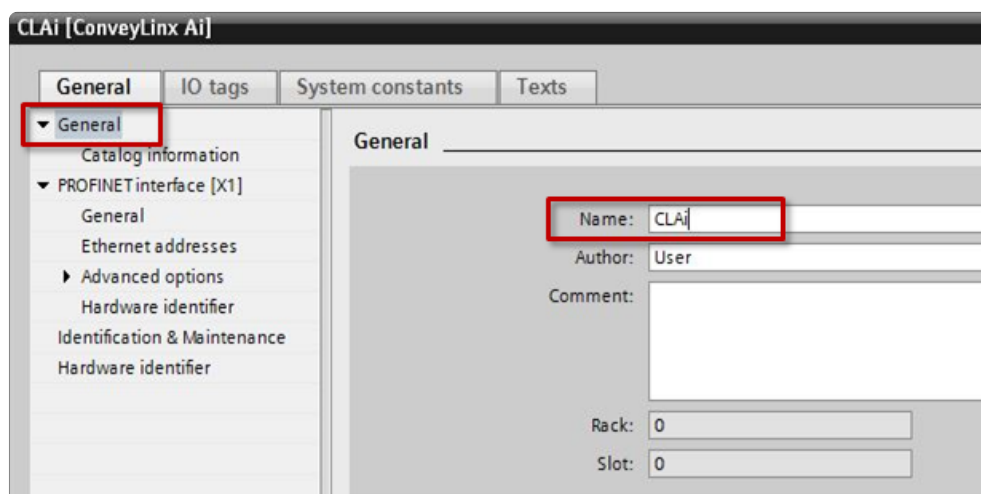 CLAi [ConveyLinx Ai]
General IO tags System constants Texts
General
Catalog information
PROFINET interface [X1]
General
Ethernet addresses
Advanced options
Hardware identifier
Identification & Maintenance
Hardware identifier
General
Name: CLAi
Author: User
Comment:
Rack: 0
Slot: 0